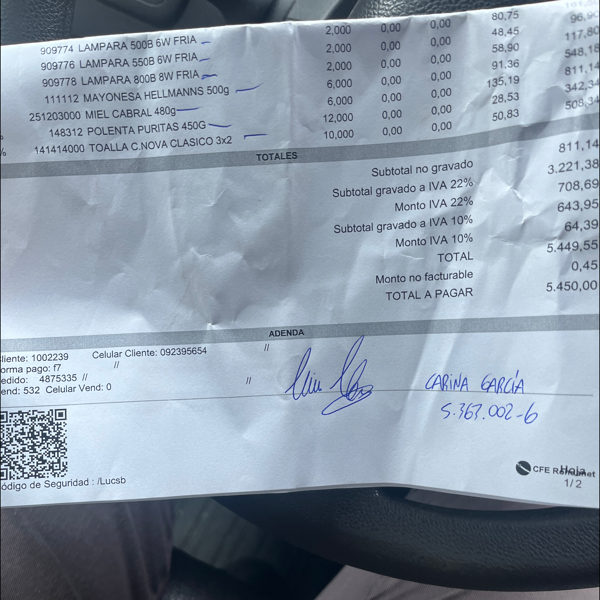 909774 LAMPARA 500B 6W FRIA 2,000 0,00 0,00 80,75
909776 LAMPARA 550B 6W FRIA 2,000 0,00 0,00 48,45 96,90
909778 LAMPARA 800B 8W FRIA 2,000 0,00 0,00 58,90 117,80
111112 MAYONESA HELLMANNS 500g 6,000 0,00 0,00 91,36 548,18
251203000 MIEL CABRAL 480g 6,000 0,00 0,00 135,19 811,14
148312 POLENTA PURITAS 450G 12,000 0,00 0,00 28,53 342,34
% 141414000 TOALLA C.NOVA CLASICO 3x2 10,000 0,00 0,00 50,83 508,34
TOTALES
Subtotal no gravado 811,14
Subtotal gravado a IVA 22% 3.221,38
Monto IVA 22% 708,69
Subtotal gravado a IVA 10% 643,95
Monto IVA 10% 64,39
TOTAL 5.449,55
Monto no facturable 0,45
TOTAL A PAGAR 5.450,00
ADENDA
liente: 1002239 Celular Cliente: 092395654 //
orma pago: f7 //
edido: 4875335 // //
end: 532 Celular Vend: 0
CARINA GARCÍA
5.363.002-6
CFE
Hoja
1/2
ódigo de Seguridad : /Lucsb